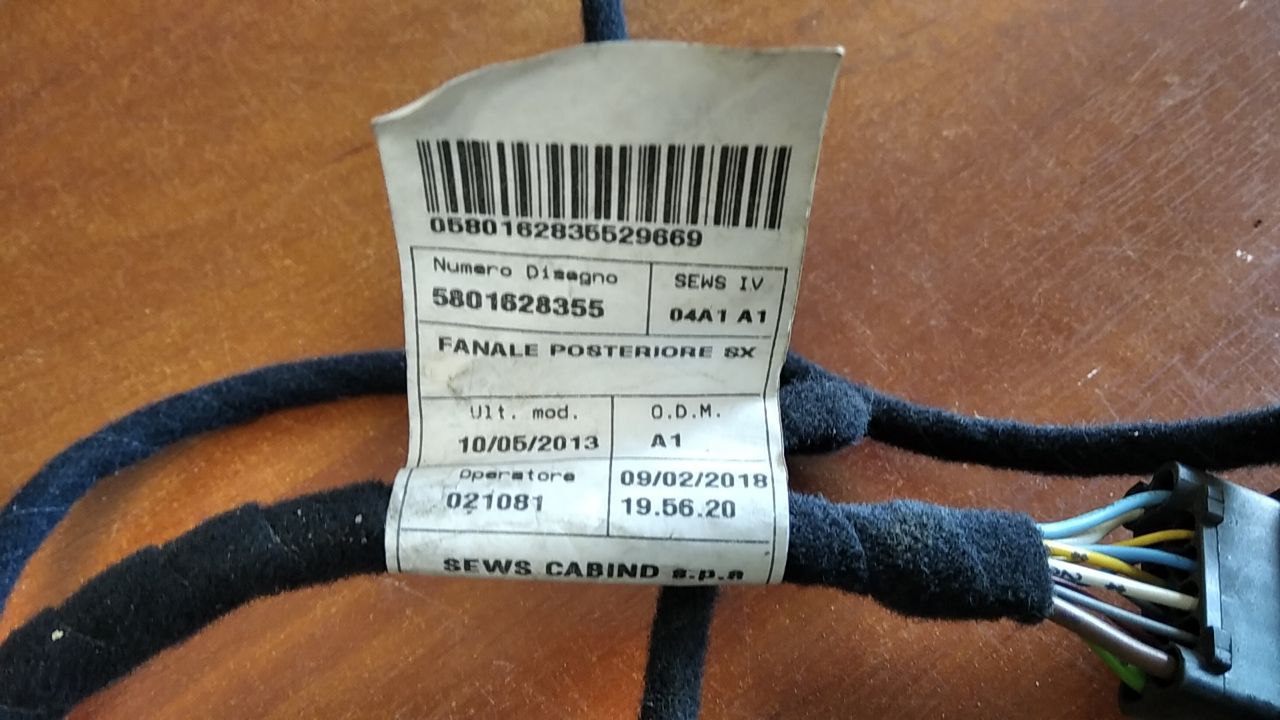 0580162835529669
Numero Disegno
5801628355
SEWS IV
04A1 A1
FANALE POSTERIORE SX
Ult. mod.
10/05/2013
O.D.M.
A1
Operatore
021081
09/02/2018
19.56.20
SEWS CABIND s.p.a